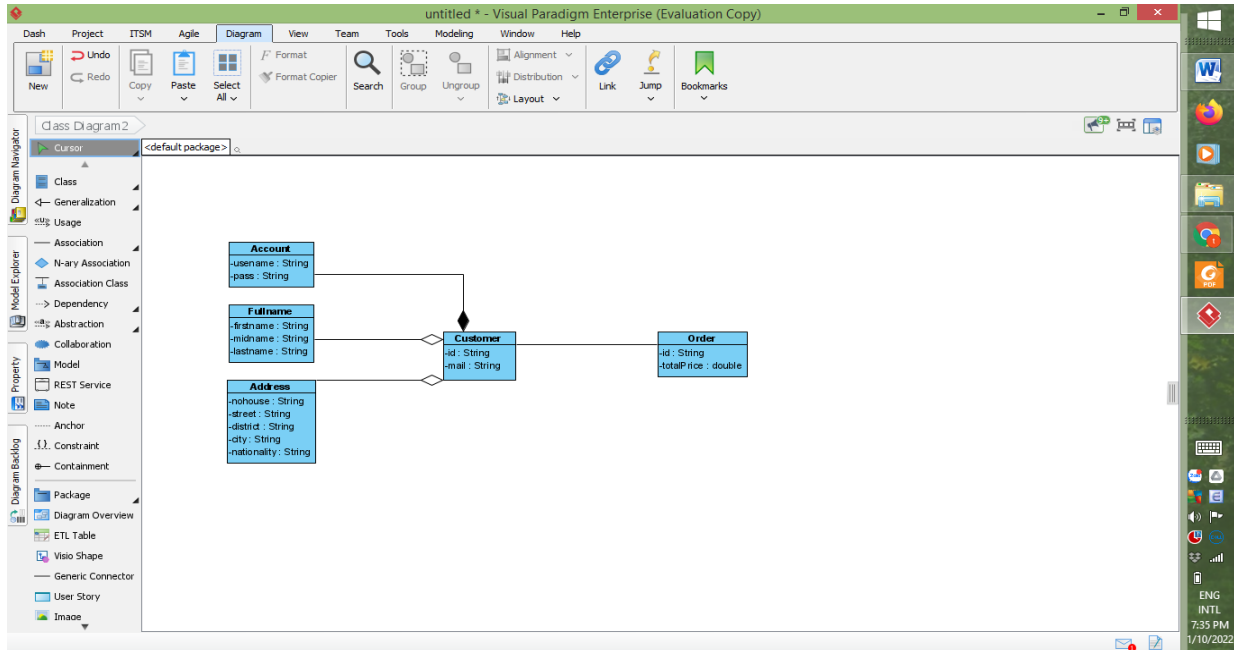 untitled * - Visual Paradigm Enterprise (Evaluation Copy)
Dash Project ITSM Agile Diagram View Team Tools Modeling Window Help
New
Undo
Redo
Copy
Paste
Select
All
Format
Format Copier
Search
Group
Ungroup
Alignment
Distribution
Layout
Link
Jump
Bookmarks
Class Diagram2
Diagram Navigator
Model Explorer
Property
Diagram Backlog
Cursor
Class
Generalization
Usage
Association
N-ary Association
Association Class
Dependency
Abstraction
Collaboration
Model
REST Service
Note
Anchor
Constraint
Containment
Package
Diagram Overview
ETL Table
Visio Shape
Generic Connector
User Story
Image
<default package>
Account
-usename : String
-pass : String
Fullname
-firstname : String
-midname : String
-lastname : String
Address
-nohouse : String
-street : String
-district : String
-city : String
-nationality : String
Customer
-id : String
-mail : String
Order
-id : String
-totalPrice : double
W
PDF
ENG
INTL
7:35 PM
1/10/2022